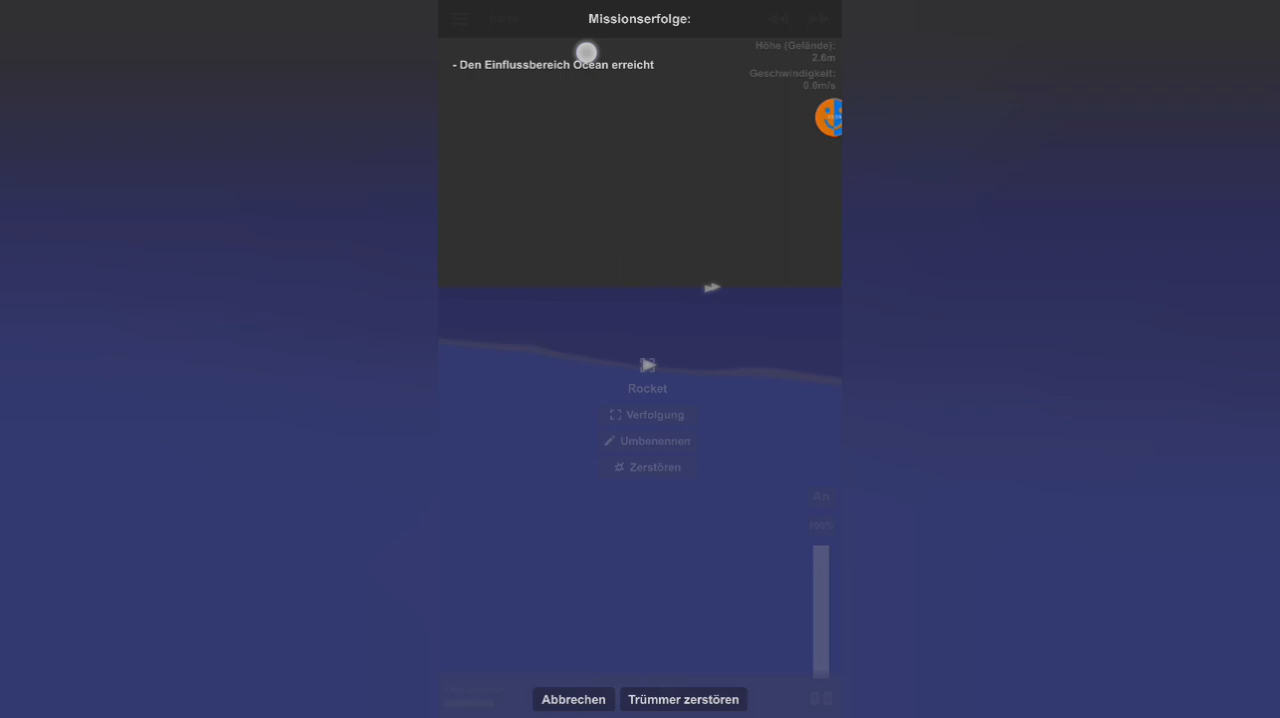 Missionserfolge:
- Den Einflussbereich Ocean erreicht
Höhe (Gelände):
2.6m
Geschwindigkeit:
0.0m/s
Rocket
Verfolgung
Umbenennen
Zerstören
An
100%
Abbrechen
Trümmer zerstören